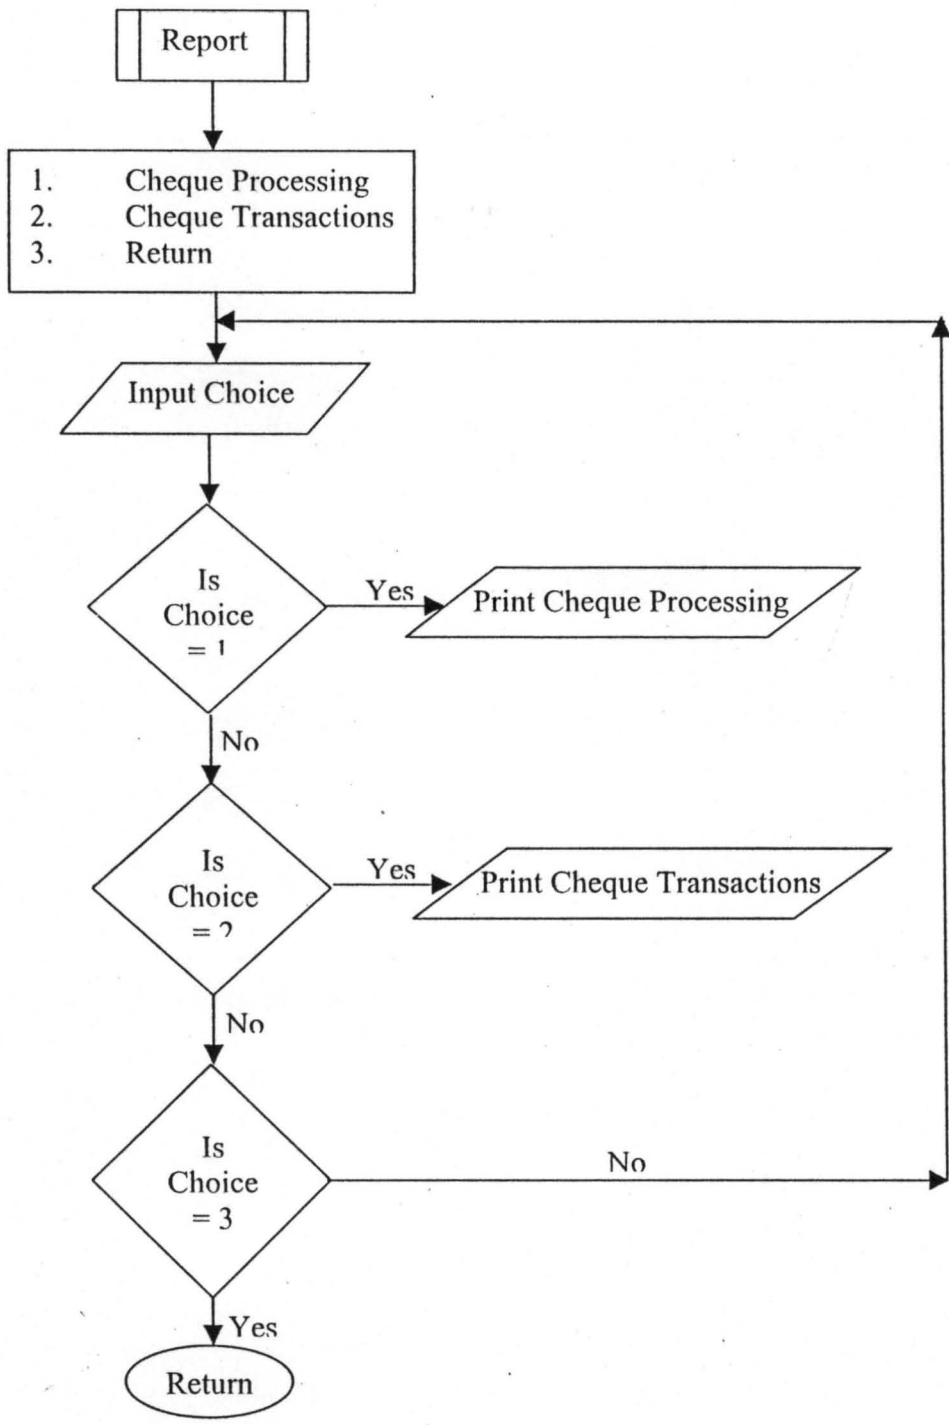 Report
1. Cheque Processing
2. Cheque Transactions
3. Return
Input Choice
Is
Choice
= 1
Yes
Print Cheque Processing
No
Is
Choice
= 2
Yes
Print Cheque Transactions
No
Is
Choice
= 3
No
Yes
Return